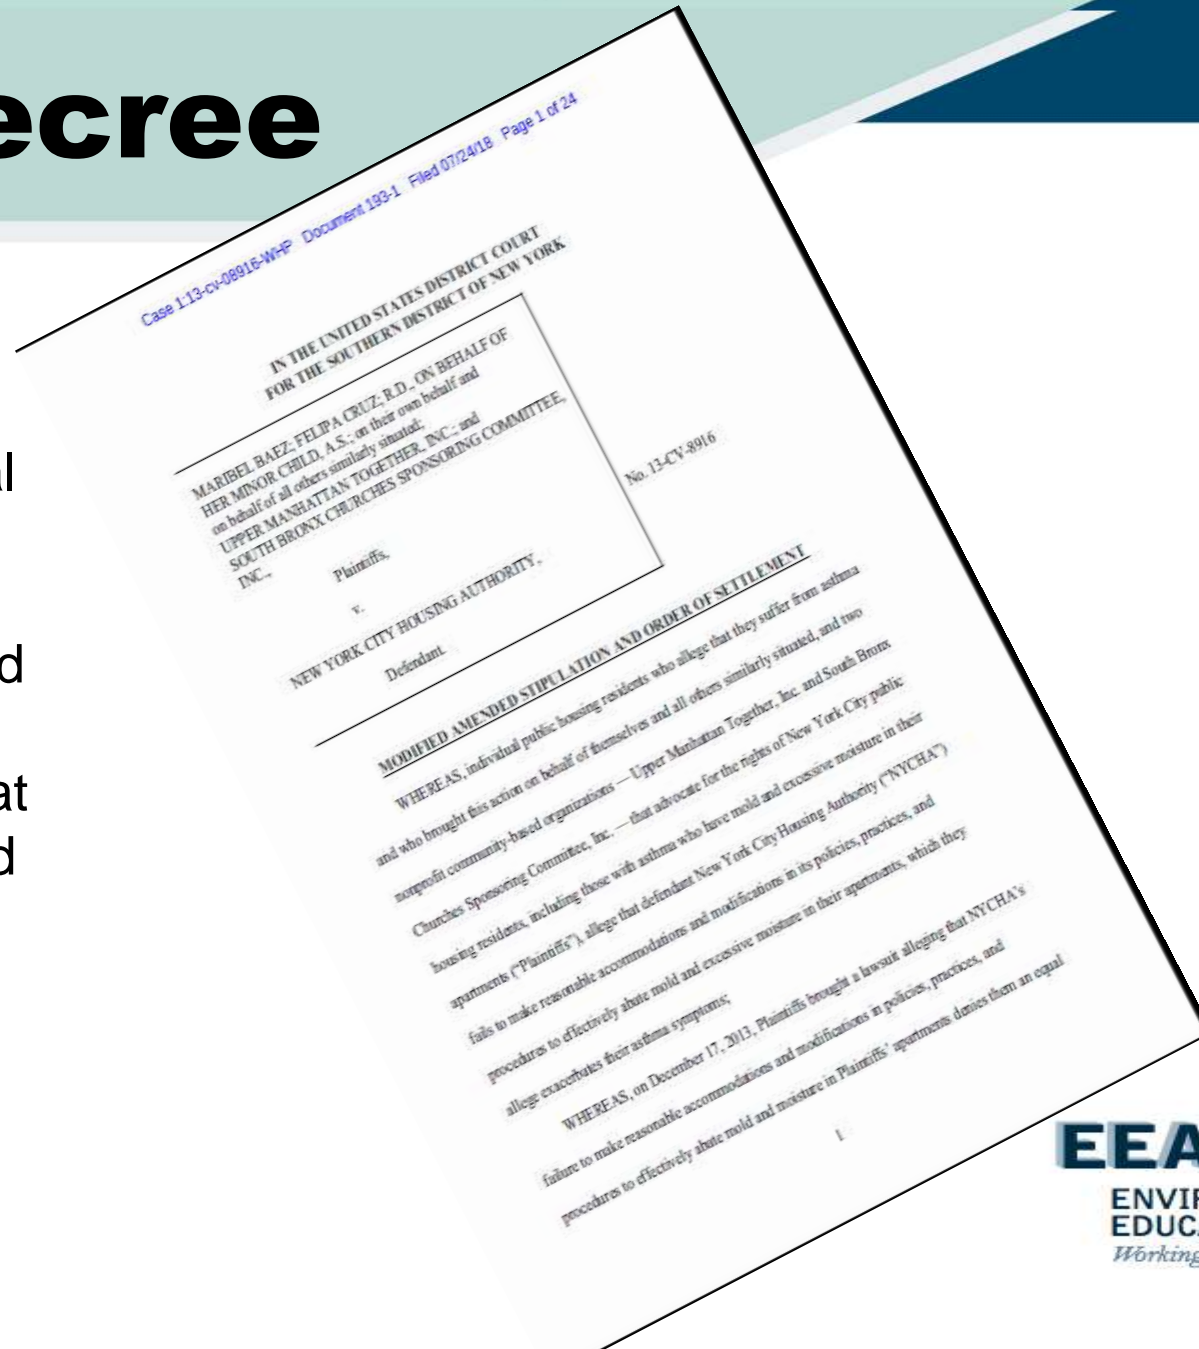 ecree
al
d
at
d
Case 1:13-cv-08916-WHP Document 193-1 Filed 07/24/18 Page 1 of 24
IN THE UNITED STATES DISTRICT COURT
FOR THE SOUTHERN DISTRICT OF NEW YORK
MARIBEL BAEZ; FELIPA CRUZ; R.D., ON BEHALF OF
HER MINOR CHILD, A.S.; on their own behalf and
on behalf of all others similarly situated;
UPPER MANHATTAN TOGETHER, INC.; and
SOUTH BRONX CHURCHES SPONSORING COMMITTEE,
INC.,
Plaintiffs,
v.
NEW YORK CITY HOUSING AUTHORITY,
Defendant.
No. 13-CV-8916
MODIFIED AMENDED STIPULATION AND ORDER OF SETTLEMENT
WHEREAS, individual public housing residents who allege that they suffer from asthma
and who brought this action on behalf of themselves and all others similarly situated, and two
nonprofit community-based organizations — Upper Manhattan Together, Inc. and South Bronx
Churches Sponsoring Committee, Inc. — that advocate for the rights of New York City public
housing residents, including those with asthma who have mold and excessive moisture in their
apartments ("Plaintiffs"), allege that defendant New York City Housing Authority ("NYCHA")
fails to make reasonable accommodations and modifications in its policies, practices, and
procedures to effectively abate mold and excessive moisture in their apartments, which they
allege exacerbates their asthma symptoms;
WHEREAS, on December 17, 2013, Plaintiffs brought a lawsuit alleging that NYCHA's
failure to make reasonable accommodations and modifications in policies, practices, and
procedures to effectively abate mold and moisture in Plaintiffs' apartments denies them an equal
1
EEA
ENVIR
EDUCA
Working